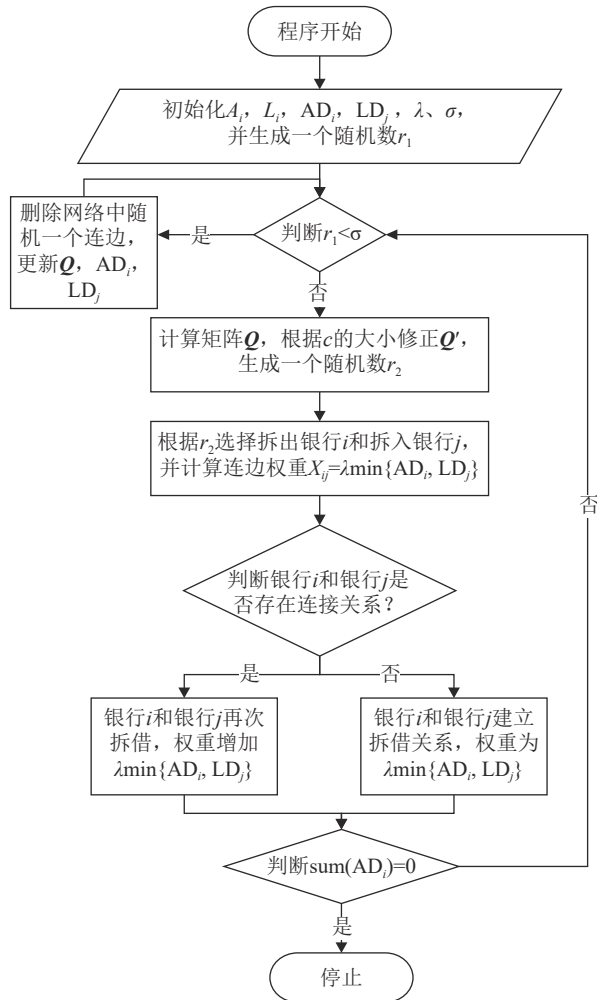 程序开始
初始化Aᵢ，Lᵢ，ADᵢ，LDⱼ，λ、σ，
并生成一个随机数r₁
删除网络中随
机一个连边，
更新Q，ADᵢ，
LDⱼ
是
判断r₁<σ
否
计算矩阵Q，根据c的大小修正Q′，
生成一个随机数r₂
根据r₂选择拆出银行i和拆入银行j，
并计算连边权重Xᵢⱼ=λmin{ADᵢ, LDⱼ}
否
判断银行i和银行j是
否存在连接关系？
是
否
银行i和银行j再次
拆借，权重增加
λmin{ADᵢ, LDⱼ}
银行i和银行j建立
拆借关系，权重为
λmin{ADᵢ, LDⱼ}
判断sum(ADᵢ)=0
是
停止